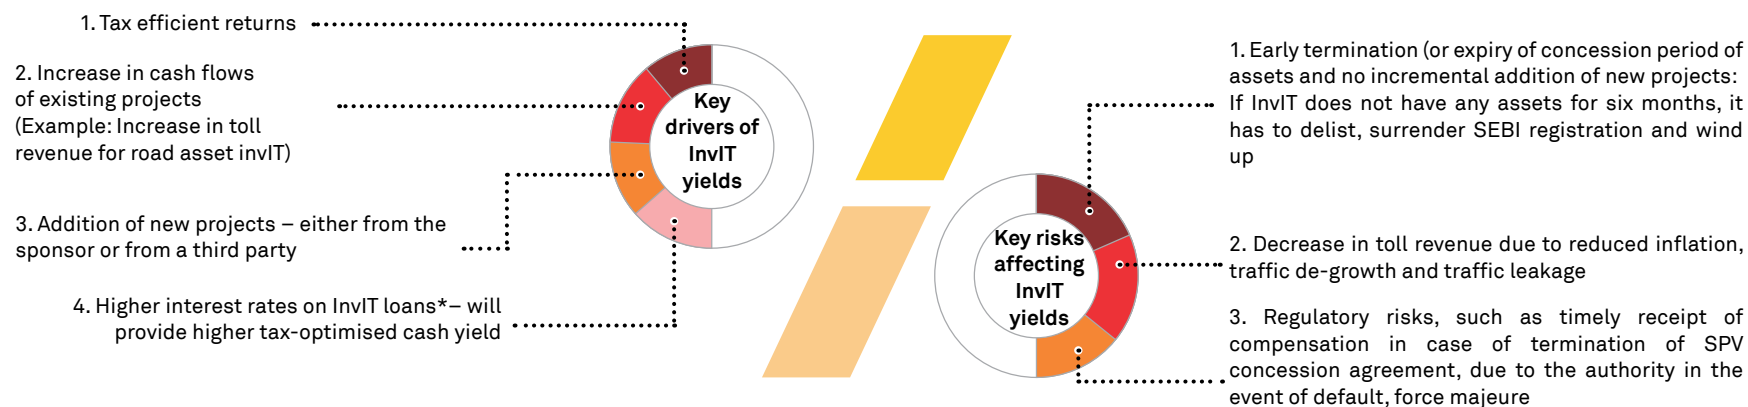 1. Tax efficient returns
2. Increase in cash flows
of existing projects
(Example: Increase in toll
revenue for road asset invIT)
3. Addition of new projects – either from the
sponsor or from a third party
4. Higher interest rates on InvIT loans*– will
provide higher tax-optimised cash yield
Key
drivers of
InvIT
yields
Key risks
affecting
InvIT
yields
1. Early termination (or expiry of concession period of
assets and no incremental addition of new projects:
If InvIT does not have any assets for six months, it
has to delist, surrender SEBI registration and wind
up
2. Decrease in toll revenue due to reduced inflation,
traffic de-growth and traffic leakage
3. Regulatory risks, such as timely receipt of
compensation in case of termination of SPV
concession agreement, due to the authority in the
event of default, force majeure